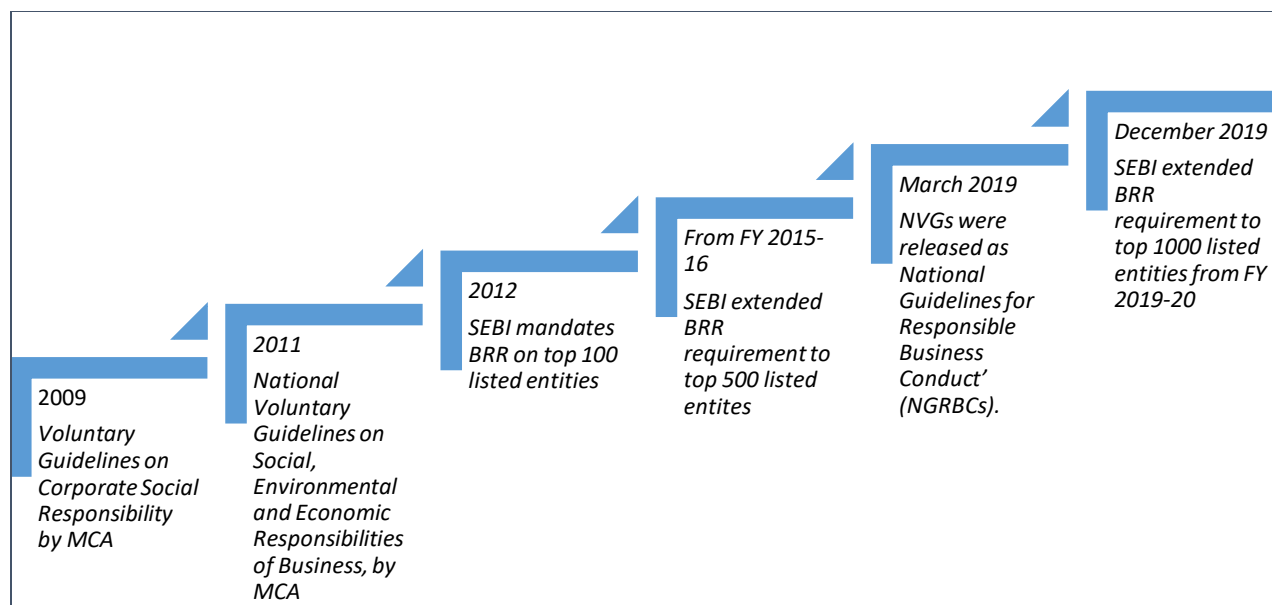 2009
Voluntary
Guidelines on
Corporate Social
Responsibility
by MCA
2011
National
Voluntary
Guidelines on
Social,
Environmental
and Economic
Responsibilities
of Business, by
MCA
2012
SEBI mandates
BRR on top 100
listed entities
From FY 2015-
16
SEBI extended
BRR
requirement to
top 500 listed
entites
March 2019
NVGs were
released as
National
Guidelines for
Responsible
Business
Conduct’
(NGRBCs).
December 2019
SEBI extended
BRR
requirement to
top 1000 listed
entities from FY
2019-20